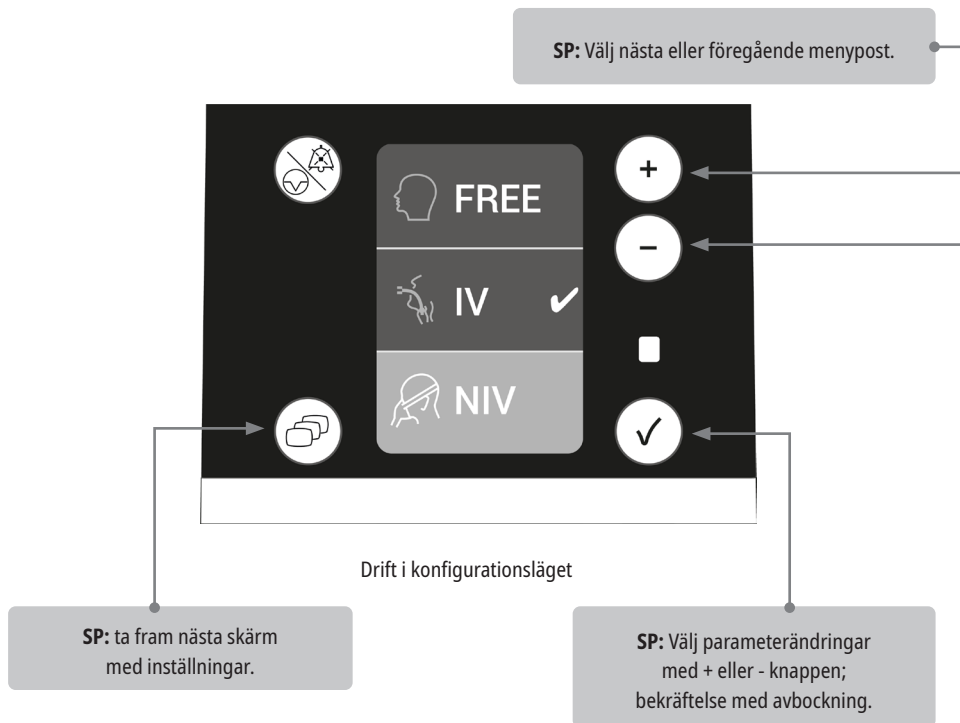 SP: Välj nästa eller föregående menypost.
FREE
+
IV ✔
−
NIV
✓
Drift i konfigurationsläget
SP: ta fram nästa skärm
med inställningar.
SP: Välj parameterändringar
med + eller - knappen;
bekräftelse med avbockning.